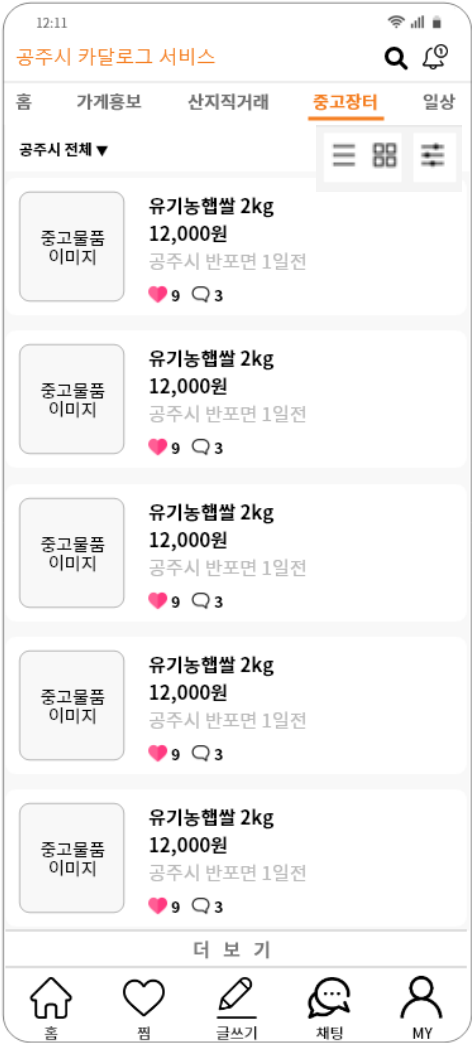 12:11
공주시 카달로그 서비스
홈 가게홍보 산지직거래 중고장터 일상
공주시 전체 ▼
중고물품
이미지
유기농햅쌀 2kg
12,000원
공주시 반포면 1일전
9 3
중고물품
이미지
유기농햅쌀 2kg
12,000원
공주시 반포면 1일전
9 3
중고물품
이미지
유기농햅쌀 2kg
12,000원
공주시 반포면 1일전
9 3
중고물품
이미지
유기농햅쌀 2kg
12,000원
공주시 반포면 1일전
9 3
중고물품
이미지
유기농햅쌀 2kg
12,000원
공주시 반포면 1일전
9 3
더 보 기
홈 찜 글쓰기 채팅 MY